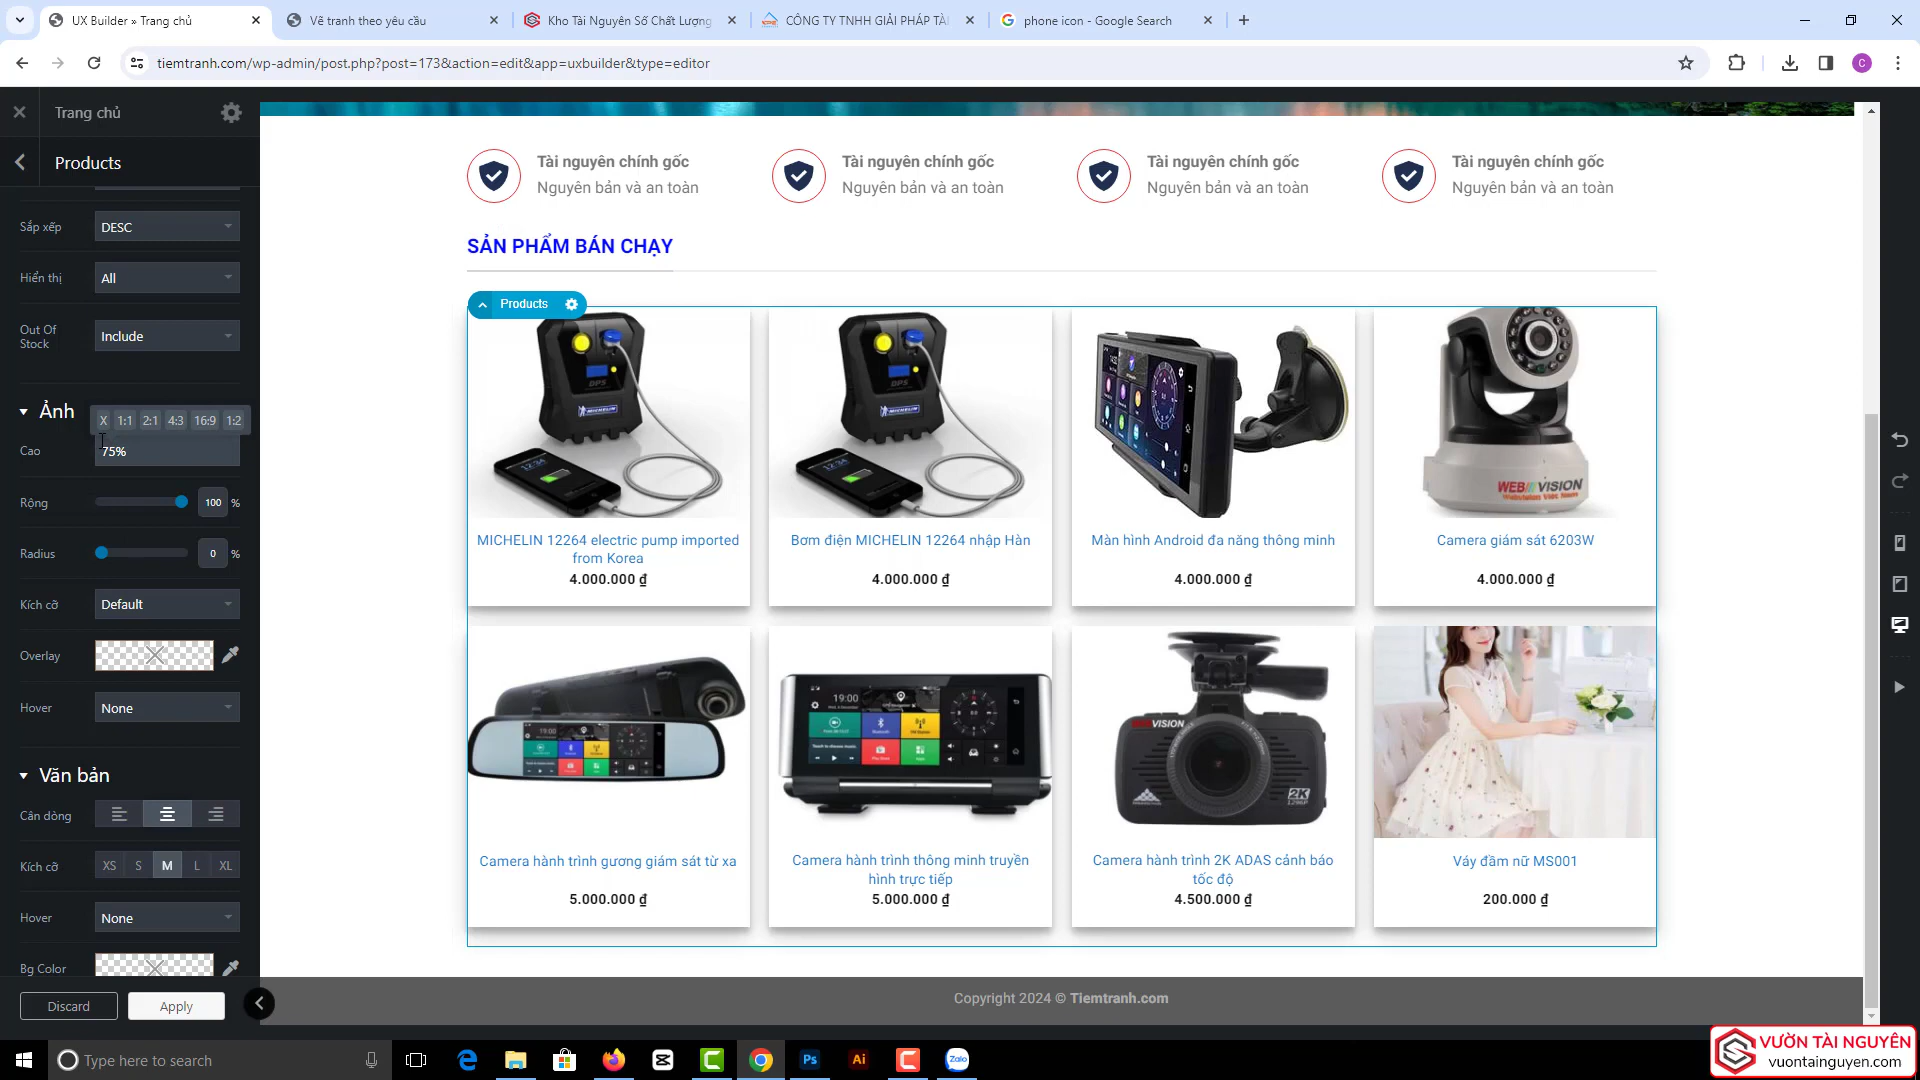 UX Builder » Trang chủ
Vẽ tranh theo yêu cầu
Kho Tài Nguyên Số Chất Lượng
CÔNG TY TNHH GIẢI PHÁP TÀI
phone icon - Google Search
tiemtranh.com/wp-admin/post.php?post=173&action=edit&app=uxbuilder&type=editor
C
Trang chủ
Products
Sắp xếp
DESC
Hiển thị
All
Out Of Stock
Include
Ảnh
X 1:1 2:1 4:3 16:9 1:2
Cao
75%
Rộng
100 %
Radius
0 %
Kích cỡ
Default
Overlay
Hover
None
Văn bản
Cân dòng
Kích cỡ
XS S M L XL
Hover
None
Bg Color
Discard
Apply
Tài nguyên chính gốc
Nguyên bản và an toàn
Tài nguyên chính gốc
Nguyên bản và an toàn
Tài nguyên chính gốc
Nguyên bản và an toàn
Tài nguyên chính gốc
Nguyên bản và an toàn
SẢN PHẨM BÁN CHẠY
Products
MICHELIN 12264 electric pump imported
from Korea
4.000.000 ₫
Bơm điện MICHELIN 12264 nhập Hàn
4.000.000 ₫
Màn hình Android đa năng thông minh
4.000.000 ₫
WEB VISION
Camera giám sát 6203W
4.000.000 ₫
Camera hành trình gương giám sát từ xa
5.000.000 ₫
19:00
Camera hành trình thông minh truyền
hình trực tiếp
5.000.000 ₫
2K
Camera hành trình 2K ADAS cảnh báo
tốc độ
4.500.000 ₫
Váy đầm nữ MS001
200.000 ₫
Copyright 2024 © Tiemtranh.com
Type here to search
Ps
Ai
Zalo
VƯỜN TÀI NGUYÊN
vuontainguyen.com